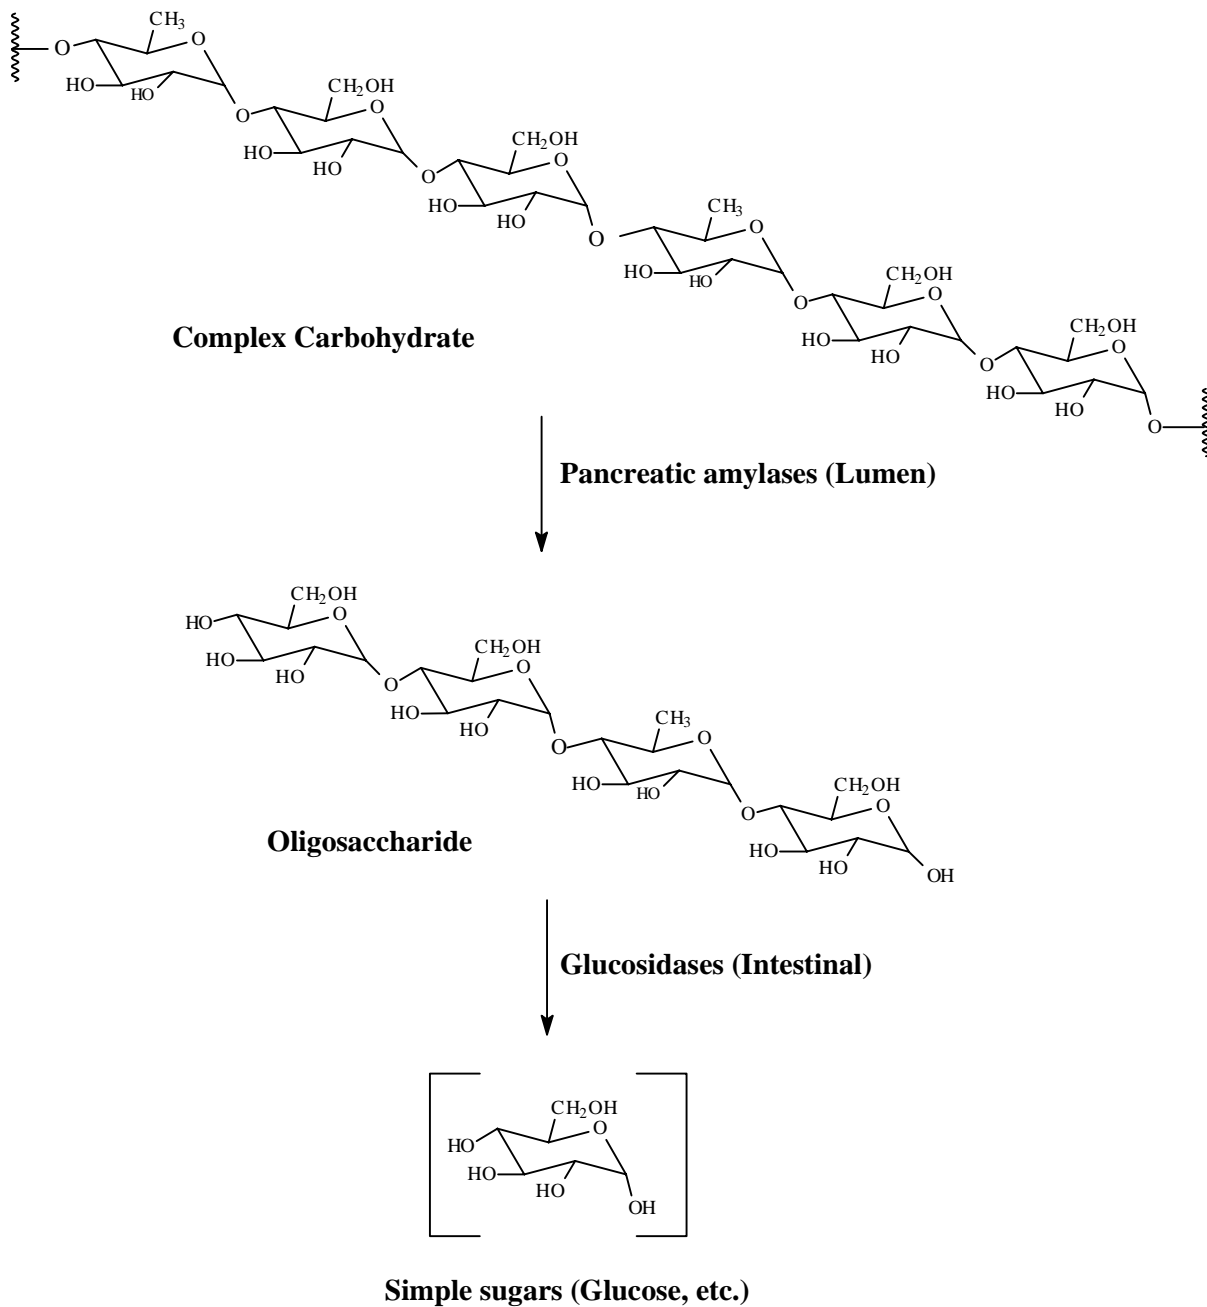 CH₃
O
O
HO
HO
CH₂OH
O
O
HO
HO
CH₂OH
O
O
HO
HO
CH₃
O
O
HO
HO
CH₂OH
O
O
HO
HO
CH₂OH
O
O
HO
HO
O
Complex Carbohydrate
Pancreatic amylases (Lumen)
CH₂OH
O
HO
HO
HO
CH₂OH
O
O
HO
HO
CH₃
O
O
HO
HO
CH₂OH
O
O
HO
HO
OH
Oligosaccharide
Glucosidases (Intestinal)
CH₂OH
O
HO
HO
HO
OH
Simple sugars (Glucose, etc.)